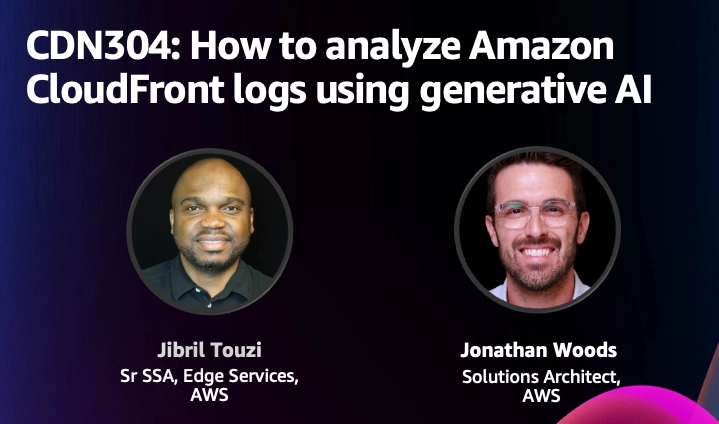 CDN304: How to analyze Amazon
CloudFront logs using generative AI
Jibril Touzi
Sr SSA, Edge Services,
AWS
Jonathan Woods
Solutions Architect,
AWS